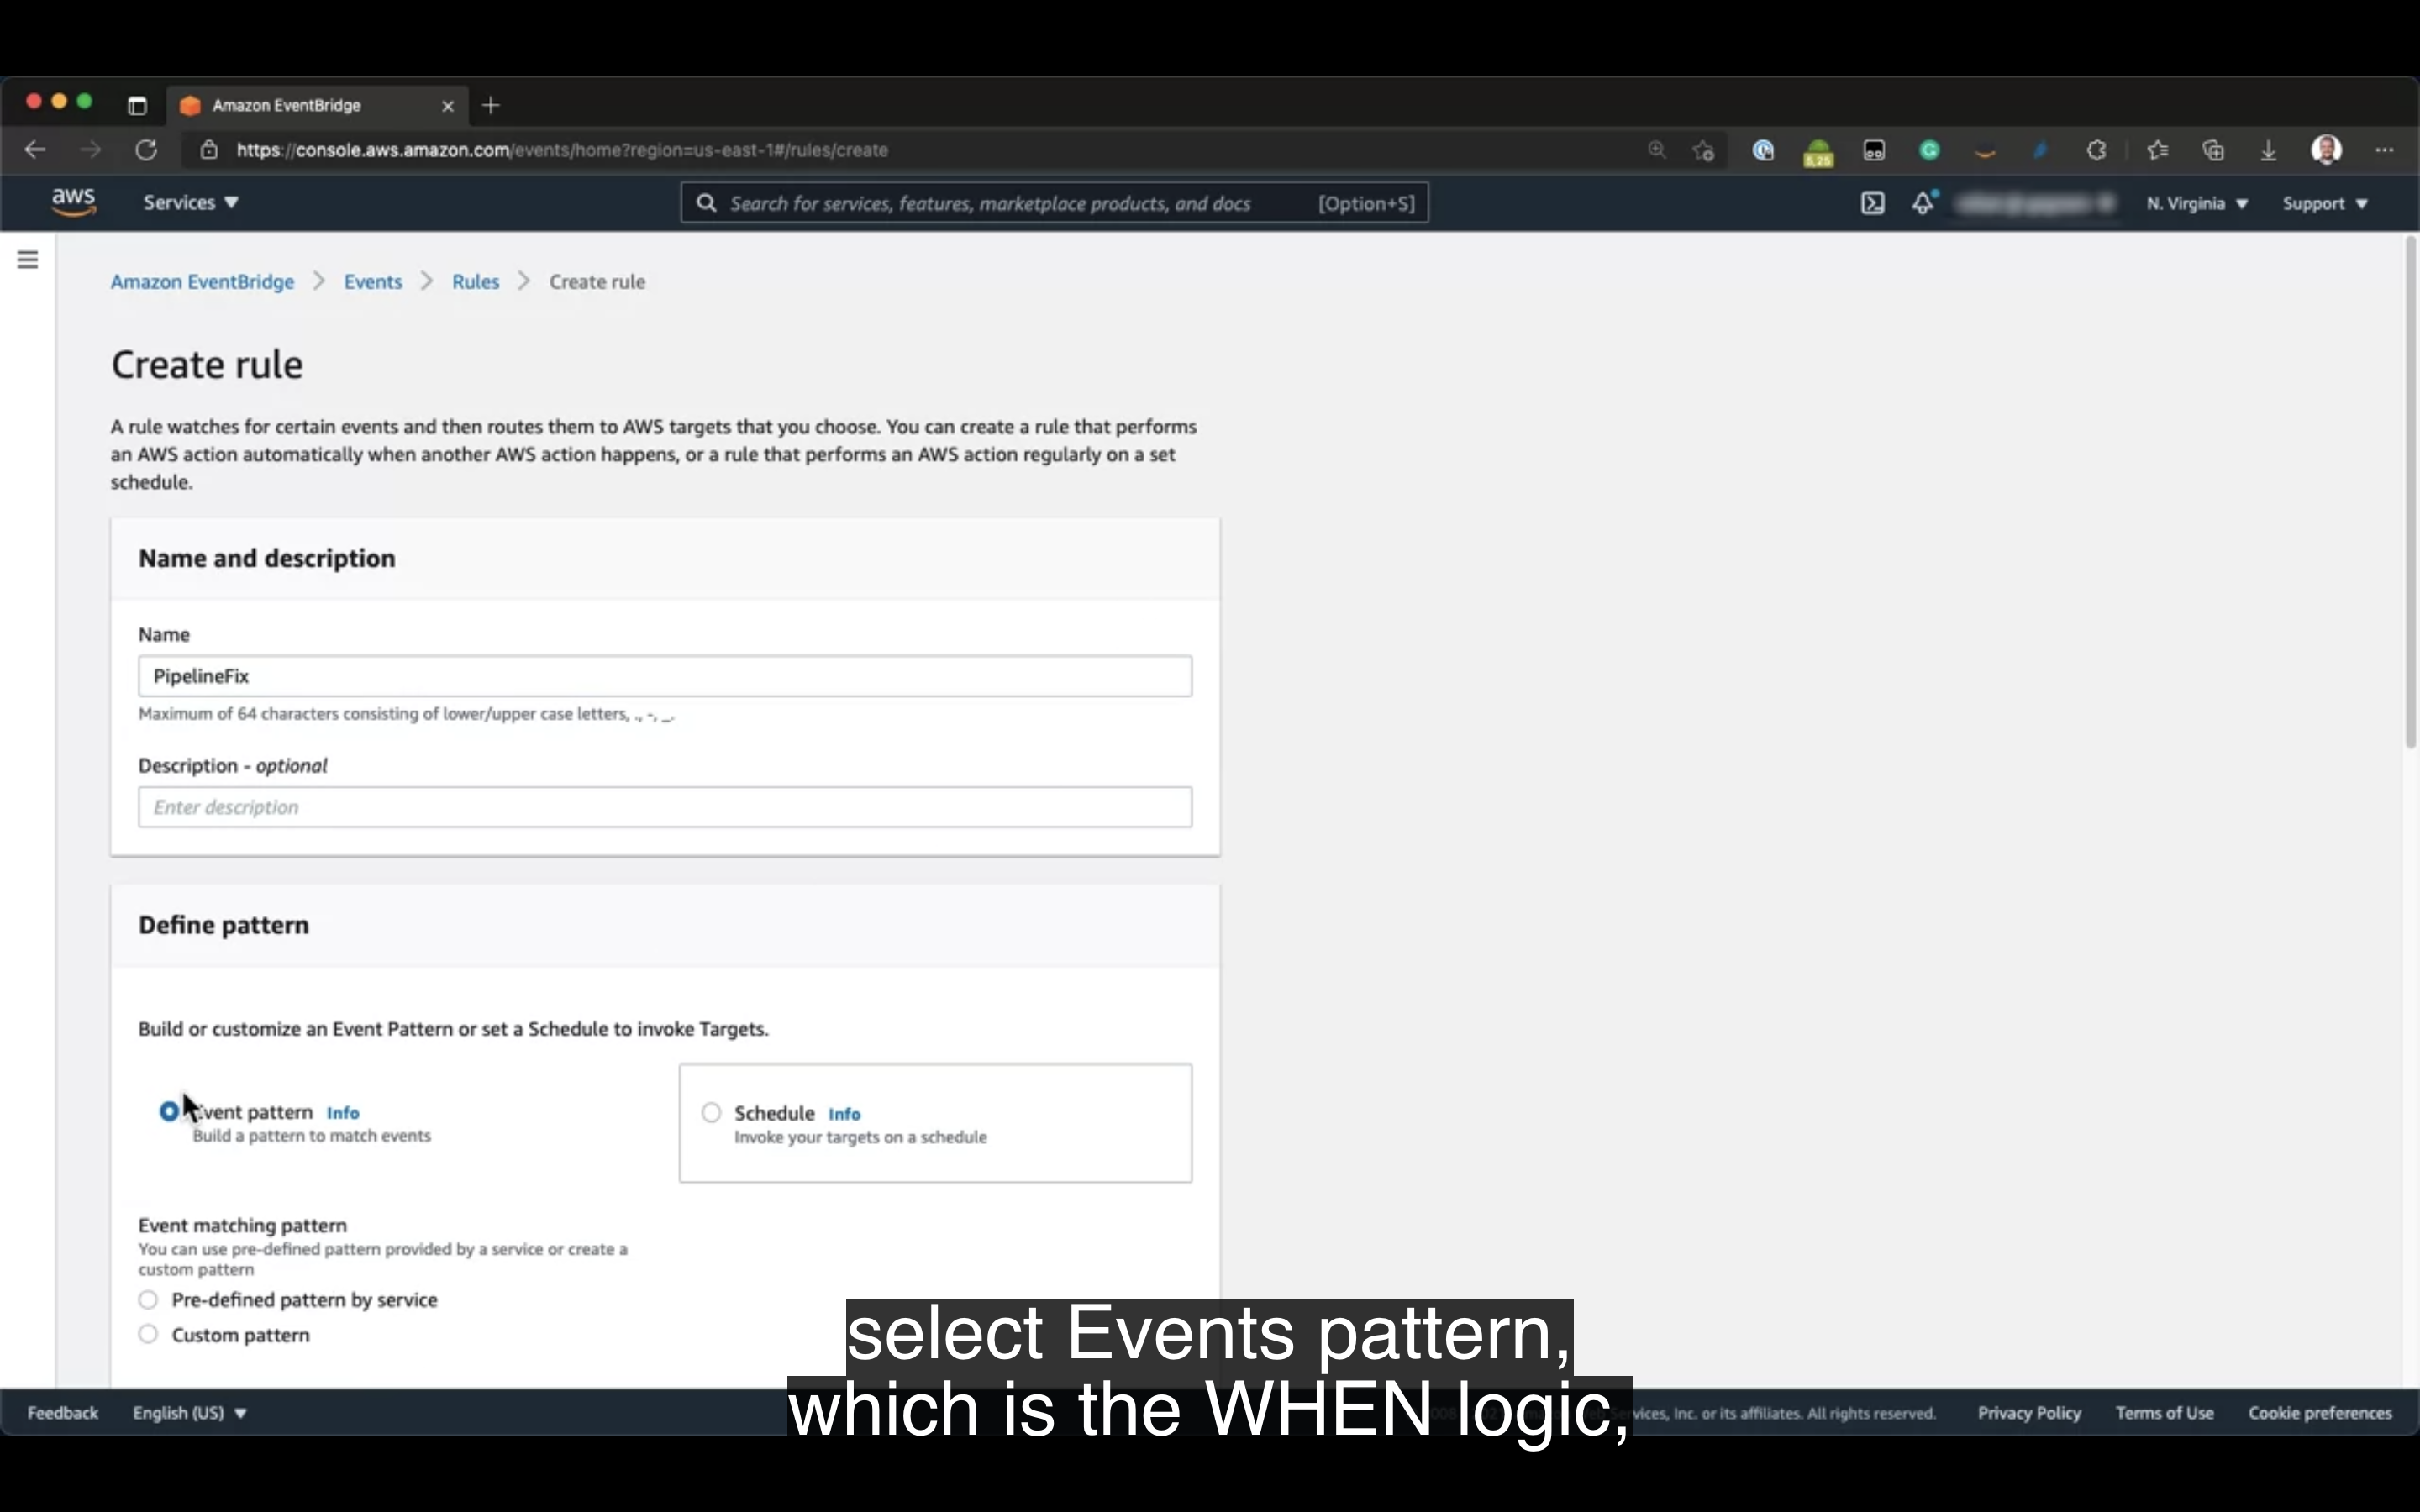 Amazon EventBridge
https://console.aws.amazon.com/events/home?region=us-east-1#/rules/create
5,25
aws
Services ▼
Search for services, features, marketplace products, and docs [Option+S]
N. Virginia ▼
Support ▼
Amazon EventBridge > Events > Rules > Create rule
Create rule
A rule watches for certain events and then routes them to AWS targets that you choose. You can create a rule that performs
an AWS action automatically when another AWS action happens, or a rule that performs an AWS action regularly on a set
schedule.
Name and description
Name
PipelineFix
Maximum of 64 characters consisting of lower/upper case letters, ., -, _.
Description - optional
Enter description
Define pattern
Build or customize an Event Pattern or set a Schedule to invoke Targets.
vent pattern Info
Build a pattern to match events
Schedule Info
Invoke your targets on a schedule
Event matching pattern
You can use pre-defined pattern provided by a service or create a
custom pattern
Pre-defined pattern by service
Custom pattern
select Events pattern,
which is the WHEN logic,
Feedback
English (US) ▼
vices, Inc. or its affiliates. All rights reserved.
Privacy Policy
Terms of Use
Cookie preferences